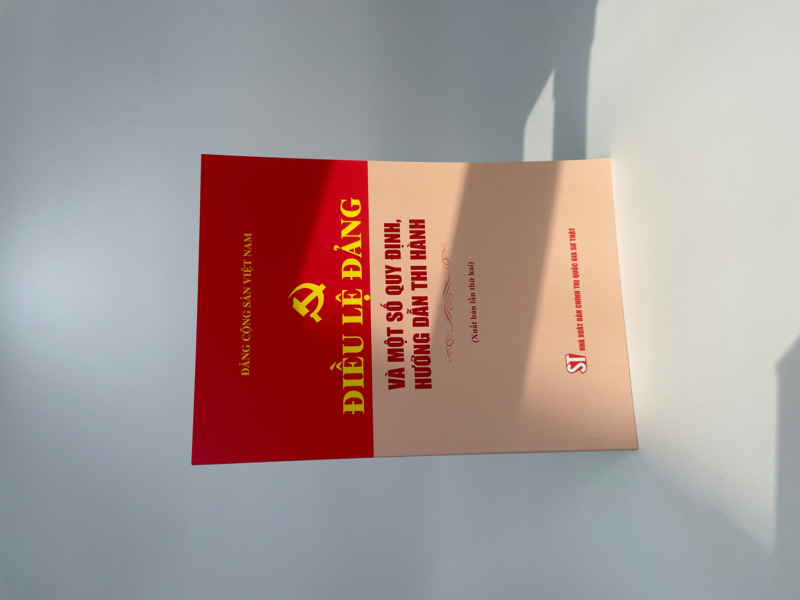 ĐẢNG CỘNG SẢN VIỆT NAM
ĐIỀU LỆ ĐẢNG
VÀ MỘT SỐ QUY ĐỊNH,
HƯỚNG DẪN THI HÀNH
(Xuất bản lần thứ hai)
ST NHÀ XUẤT BẢN CHÍNH TRỊ QUỐC GIA SỰ THẬT